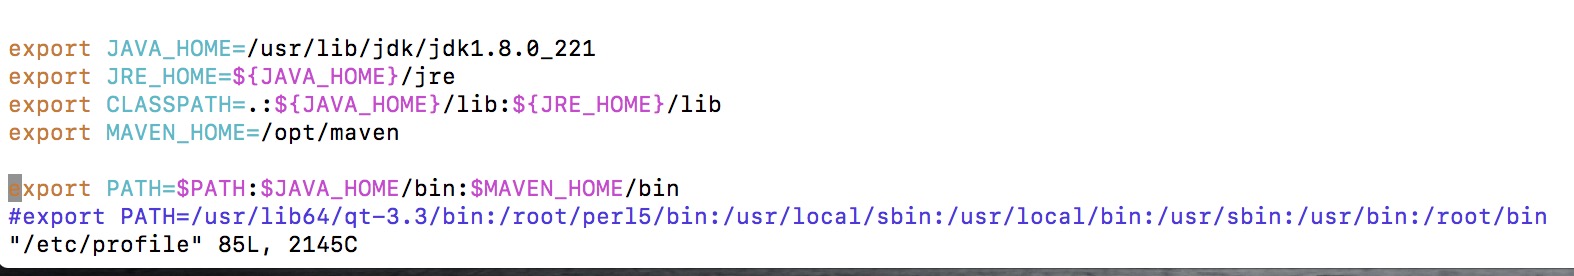 export JAVA_HOME=/usr/lib/jdk/jdk1.8.0_221
export JRE_HOME=${JAVA_HOME}/jre
export CLASSPATH=.:${JAVA_HOME}/lib:${JRE_HOME}/lib
export MAVEN_HOME=/opt/maven
export PATH=$PATH:$JAVA_HOME/bin:$MAVEN_HOME/bin
#export PATH=/usr/lib64/qt-3.3/bin:/root/perl5/bin:/usr/local/sbin:/usr/local/bin:/usr/sbin:/usr/bin:/root/bin
"/etc/profile" 85L, 2145C